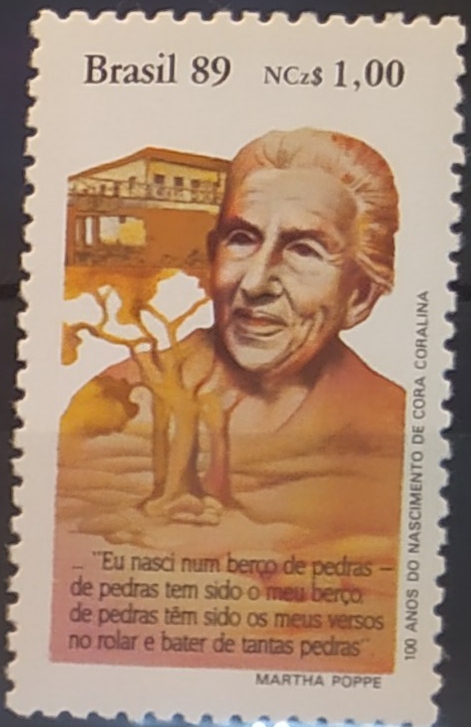 Brasil 89 NCz$ 1,00
... "Eu nasci num berço de pedras –
de pedras tem sido o meu berço,
de pedras têm sido os meus versos
no rolar e bater de tantas pedras".
MARTHA POPPE
100 ANOS DO NASCIMENTO DE CORA CORALINA